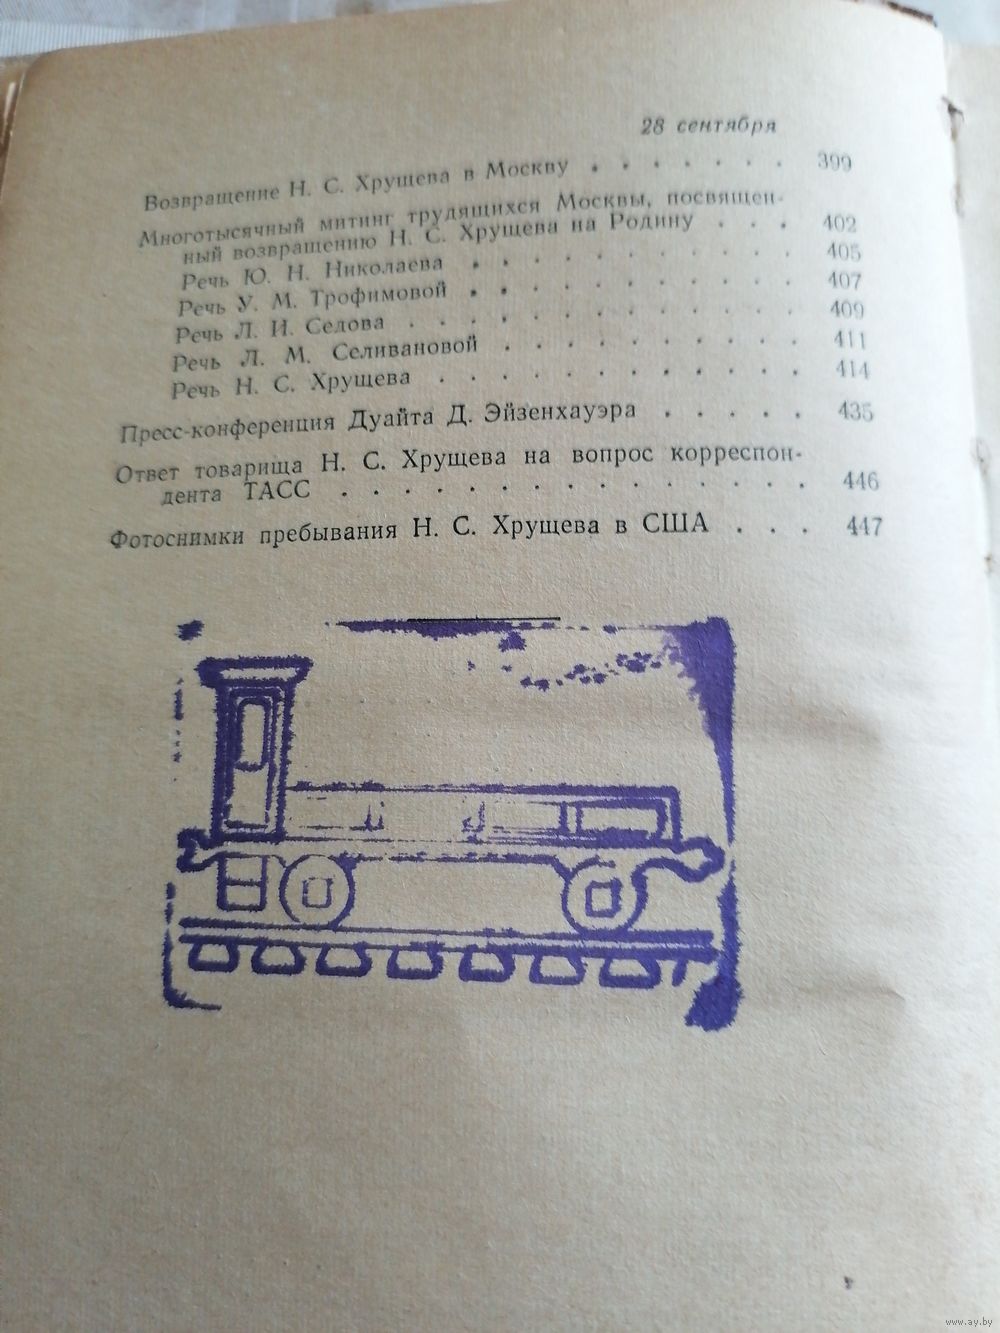 28 сентября
Возвращение Н. С. Хрущева в Москву . . . . . . . 399
Многотысячный митинг трудящихся Москвы, посвящен-
ный возвращению Н. С. Хрущева на Родину . . . 402
Речь Ю. Н. Николаева . . . . . . . . . . . 405
Речь У. М. Трофимовой . . . . . . . . . . . 407
Речь Л. И. Седова . . . . . . . . . . . . . 409
Речь Л. М. Селивановой . . . . . . . . . . 411
Речь Н. С. Хрущева . . . . . . . . . . . . 414
Пресс-конференция Дуайта Д. Эйзенхауэра . . . . . 435
Ответ товарища Н. С. Хрущева на вопрос корреспон-
дента ТАСС . . . . . . . . . . . . . . . 446
Фотоснимки пребывания Н. С. Хрущева в США . . . 447
www.ay.by